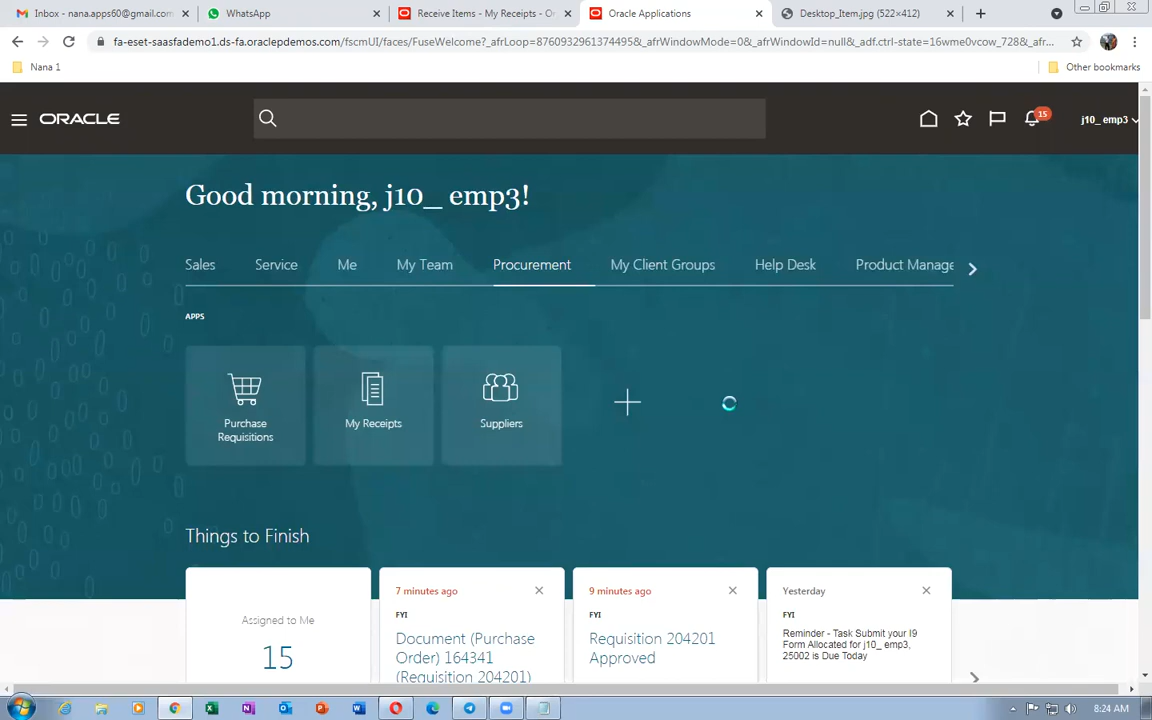 Inbox - nana.apps60@gmail.com
WhatsApp
Receive Items - My Receipts - Or
Oracle Applications
Desktop_Item.jpg (522×412)
fa-eset-saasfademo1.ds-fa.oraclepdemos.com/fscmUI/faces/FuseWelcome?_afrLoop=8760932961374495&_afrWindowMode=0&_afrWindowId=null&_adf.ctrl-state=16wme0vcow_728&_afr...
Nana 1
Other bookmarks
ORACLE
15
j10_ emp3
Good morning, j10_ emp3!
Sales
Service
Me
My Team
Procurement
My Client Groups
Help Desk
Product Manage
APPS
Purchase
Requisitions
My Receipts
Suppliers
Things to Finish
Assigned to Me
15
7 minutes ago
FYI
Document (Purchase
Order) 164341
(Requisition 204201)
9 minutes ago
FYI
Requisition 204201
Approved
Yesterday
FYI
Reminder - Task Submit your I9
Form Allocated for j10_ emp3,
25002 is Due Today
8:24 AM